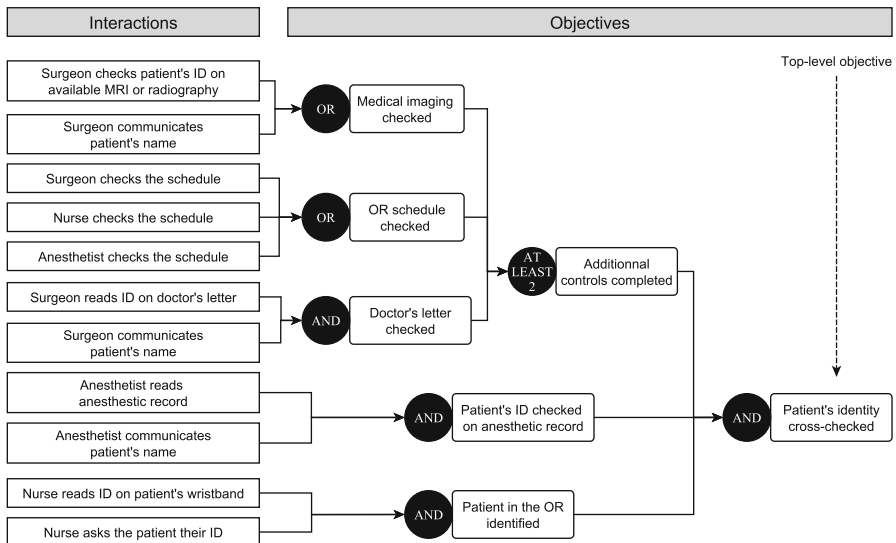 Interactions
Objectives
Top-level objective
Surgeon checks patient's ID on
available MRI or radiography
Surgeon communicates
patient's name
OR
Medical imaging
checked
Surgeon checks the schedule
Nurse checks the schedule
Anesthetist checks the schedule
OR
OR schedule
checked
Surgeon reads ID on doctor's letter
Surgeon communicates
patient's name
AND
Doctor's letter
checked
AT
LEAST
2
Additionnal
controls completed
Anesthetist reads
anesthestic record
Anesthetist communicates
patient's name
AND
Patient's ID checked
on anesthetic record
AND
Patient's identity
cross-checked
Nurse reads ID on patient's wristband
Nurse asks the patient their ID
AND
Patient in the OR
identified